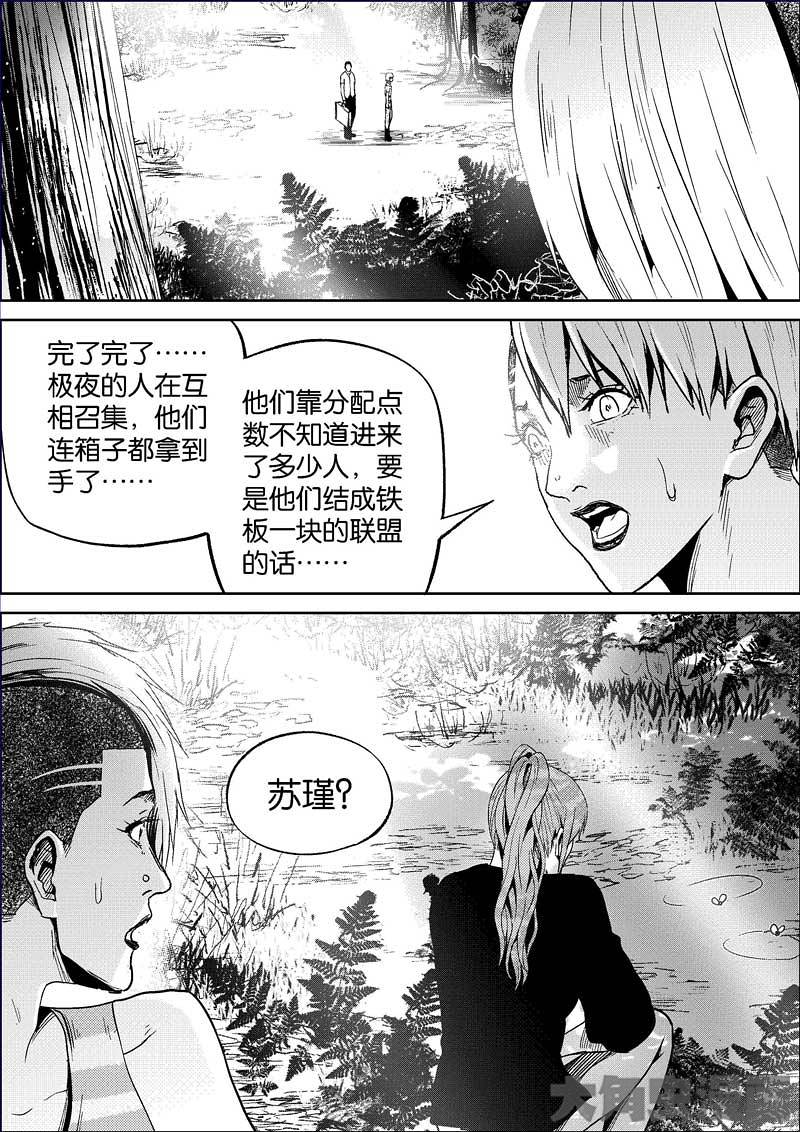 完了完了……
极夜的人在互
相召集，他们
连箱子都拿到
手了……
他们靠分配点
数不知道进来
了多少人，要
是他们结成铁
板一块的联盟
的话……
苏瑾？